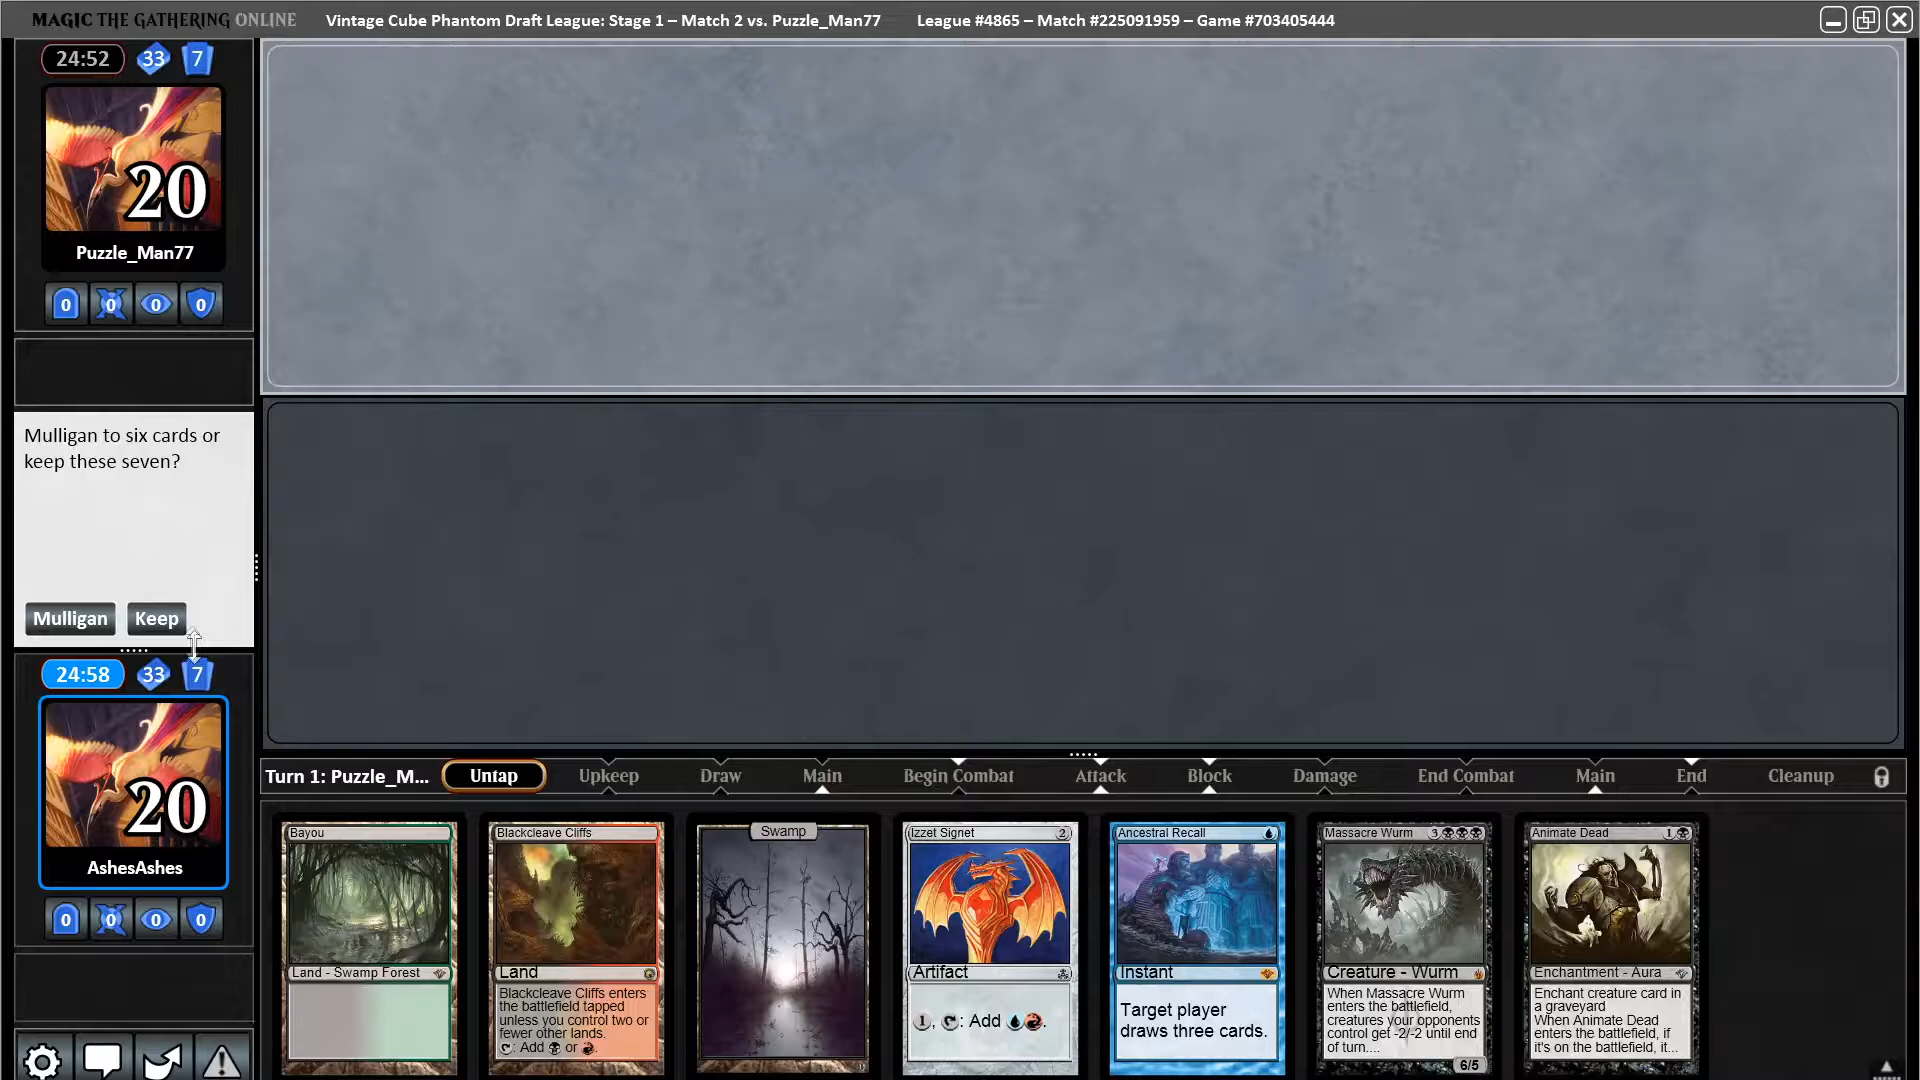 MAGIC THE GATHERING ONLINE
Vintage Cube Phantom Draft League: Stage 1 – Match 2 vs. Puzzle_Man77
League #4865 – Match #225091959 – Game #703405444
24:52
33
7
20
Puzzle_Man77
0
0
0
0
Mulligan to six cards or
keep these seven?
Mulligan
Keep
24:58
33
7
20
AshesAshes
0
0
0
0
Turn 1: Puzzle_M...
Untap
Upkeep
Draw
Main
Begin Combat
Attack
Block
Damage
End Combat
Main
End
Cleanup
Bayou
Land - Swamp Forest
Blackcleave Cliffs
Land
Blackcleave Cliffs enters
the battlefield tapped
unless you control two or
fewer other lands.
: Add or .
Swamp
Izzet Signet
2
Artifact
1, : Add .
Ancestral Recall
Instant
Target player
draws three cards.
Massacre Wurm
3
Creature - Wurm
When Massacre Wurm
enters the battlefield,
creatures your opponents
control get -2/-2 until end
of turn....
6/5
Animate Dead
1
Enchantment - Aura
Enchant creature card in
a graveyard
When Animate Dead
enters the battlefield, if
it's on the battlefield, it...